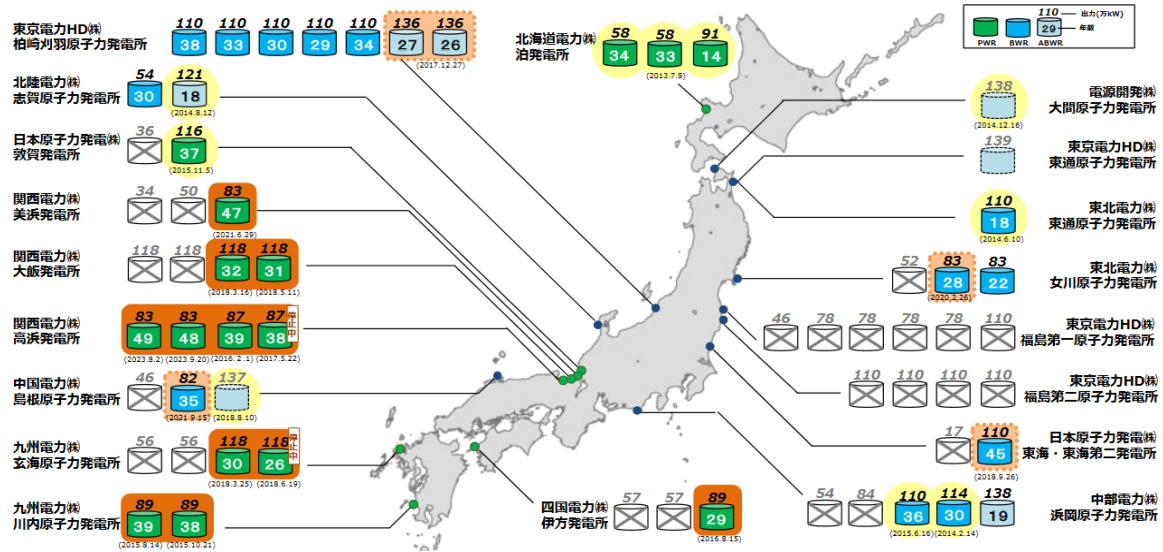 東京電力HD㈱
柏崎刈羽原子力発電所
110 110 110 110 110 136 136
38 33 30 29 34 27 26
(2017.12.27)
北陸電力㈱
志賀原子力発電所
54 121
30 18
(2014.8.12)
日本原子力発電㈱
敦賀発電所
36 116
37
(2015.11.5)
関西電力㈱
美浜発電所
34 50 83
47
(2021.6.29)
関西電力㈱
大飯発電所
118 118 118 118
32 31
(2018.3.16) (2018.5.11)
関西電力㈱
高浜発電所
83 83 87 87
停止中
49 48 39 38
(2023.8.2) (2023.9.20) (2016.2.1) (2017.5.22)
中国電力㈱
島根原子力発電所
46 82 137
35
(2021.9.15) (2018.8.10)
九州電力㈱
玄海原子力発電所
56 56 118 118
停止中
30 26
(2018.3.25) (2018.6.19)
九州電力㈱
川内原子力発電所
89 89
39 38
(2015.8.14) (2015.10.21)
北海道電力㈱
泊発電所
58 58 91
34 33 14
(2013.7.8)
110 出力(万kW)
29 年数
PWR BWR ABWR
電源開発㈱
大間原子力発電所
138
(2014.12.16)
東京電力HD㈱
東通原子力発電所
139
東北電力㈱
東通原子力発電所
110
18
(2014.6.10)
東北電力㈱
女川原子力発電所
52 83 83
28 22
(2020.2.26)
東京電力HD㈱
福島第一原子力発電所
46 78 78 78 78 110
東京電力HD㈱
福島第二原子力発電所
110 110 110 110
日本原子力発電㈱
東海・東海第二発電所
17 110
45
(2018.9.26)
中部電力㈱
浜岡原子力発電所
54 84 110 114 138
36 30 19
(2015.6.16) (2014.2.14)
四国電力㈱
伊方発電所
57 57 89
29
(2016.8.15)